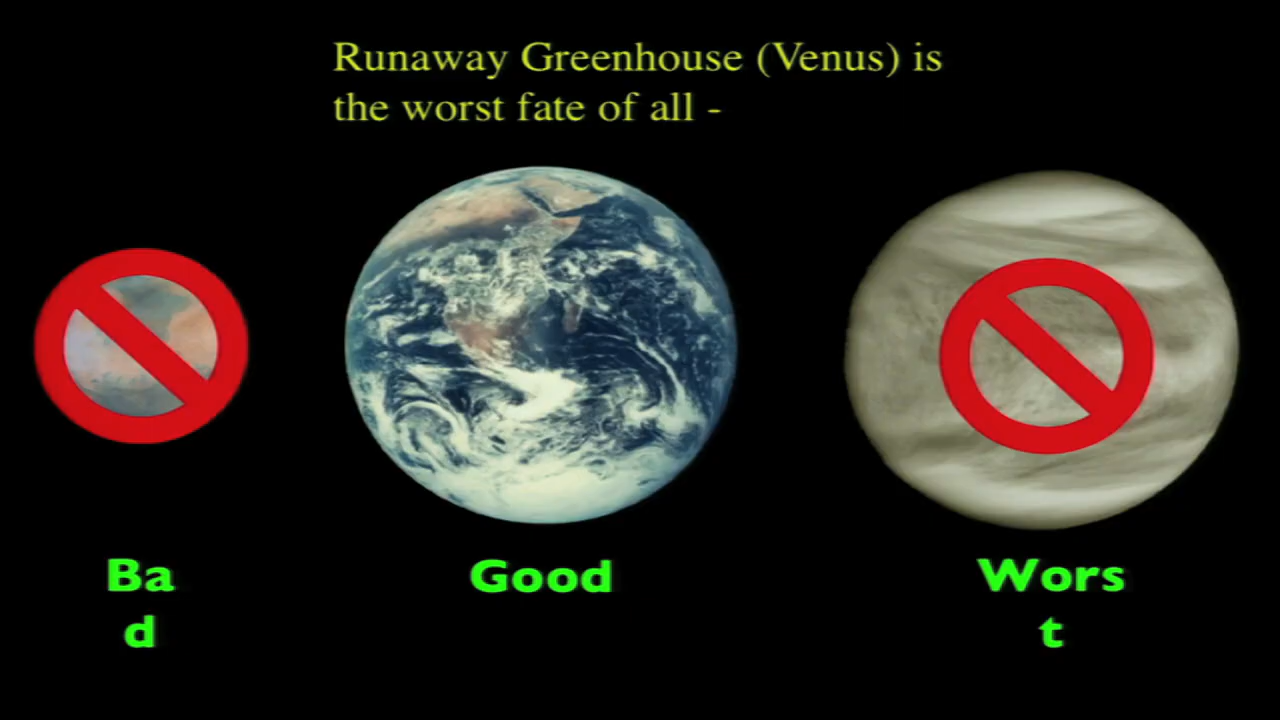 Runaway Greenhouse (Venus) is
the worst fate of all -
Ba
d
Good
Wors
t